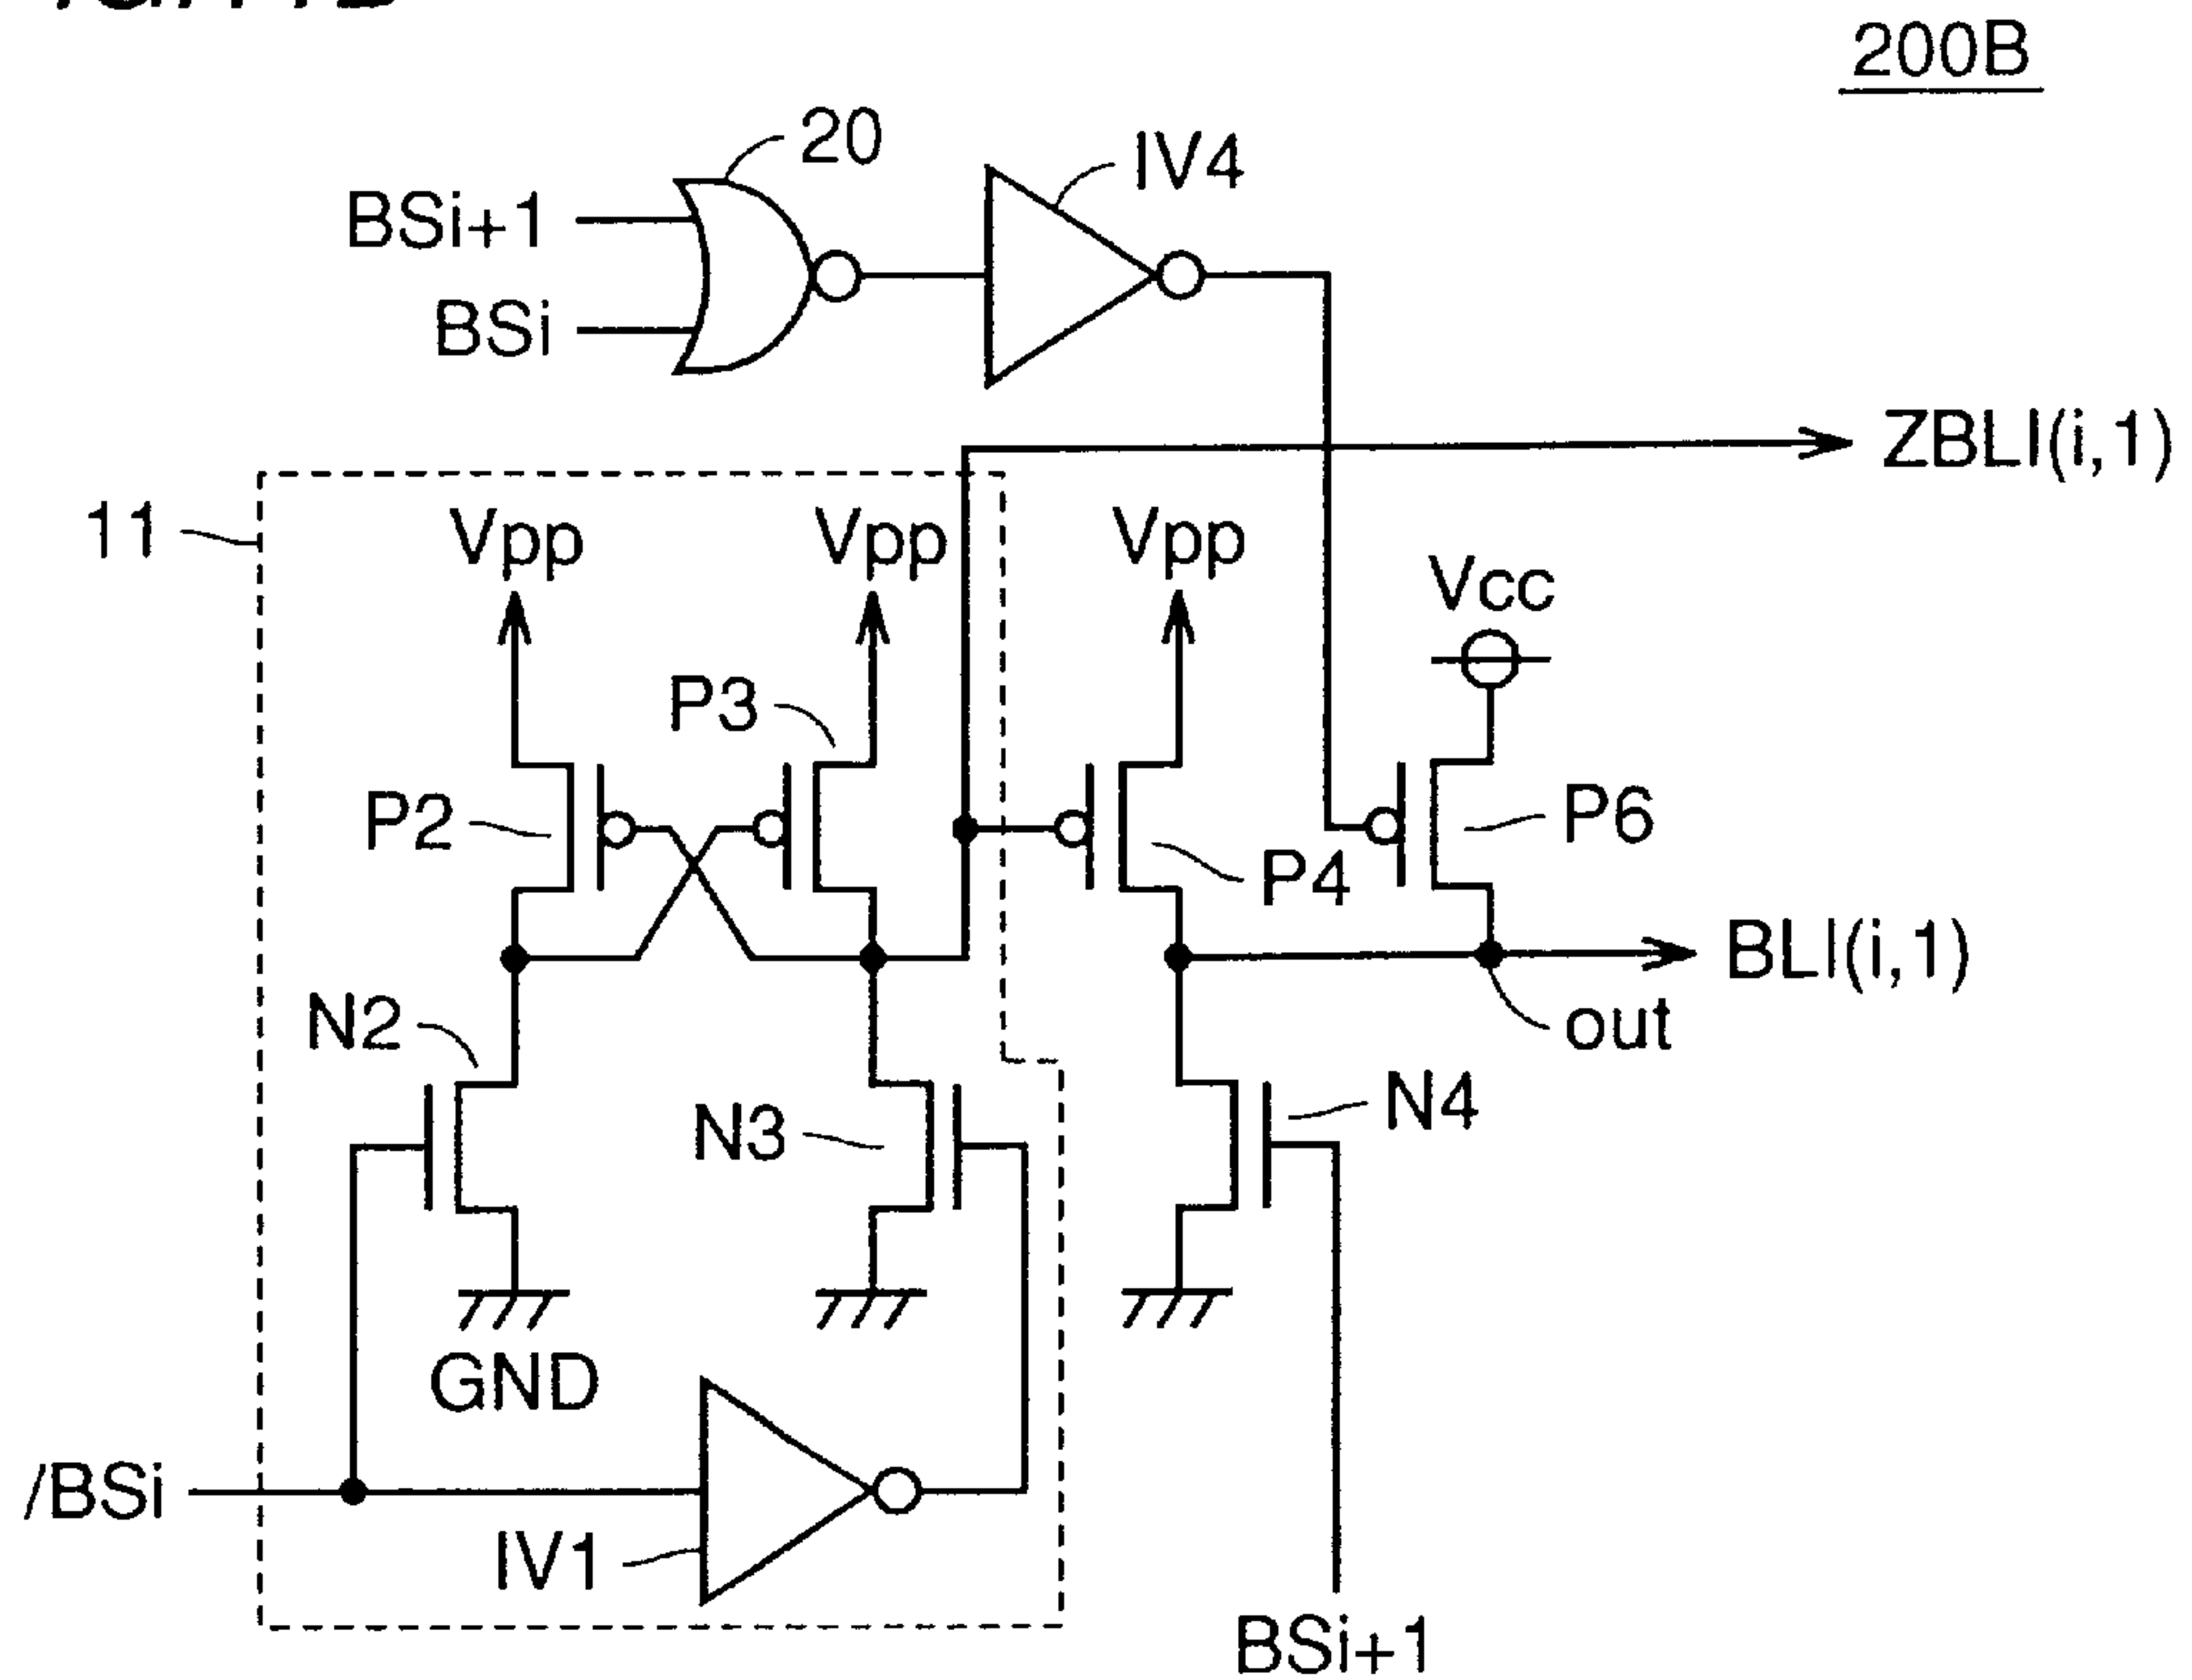 200B
20
IV4
BSi+1
BSi
ZBLI(i,1)
11
Vpp
Vpp
Vpp
Vcc
P3
P2
P6
P4
BLI(i,1)
N2
out
N4
N3
GND
/BSi
IV1
BSi+1